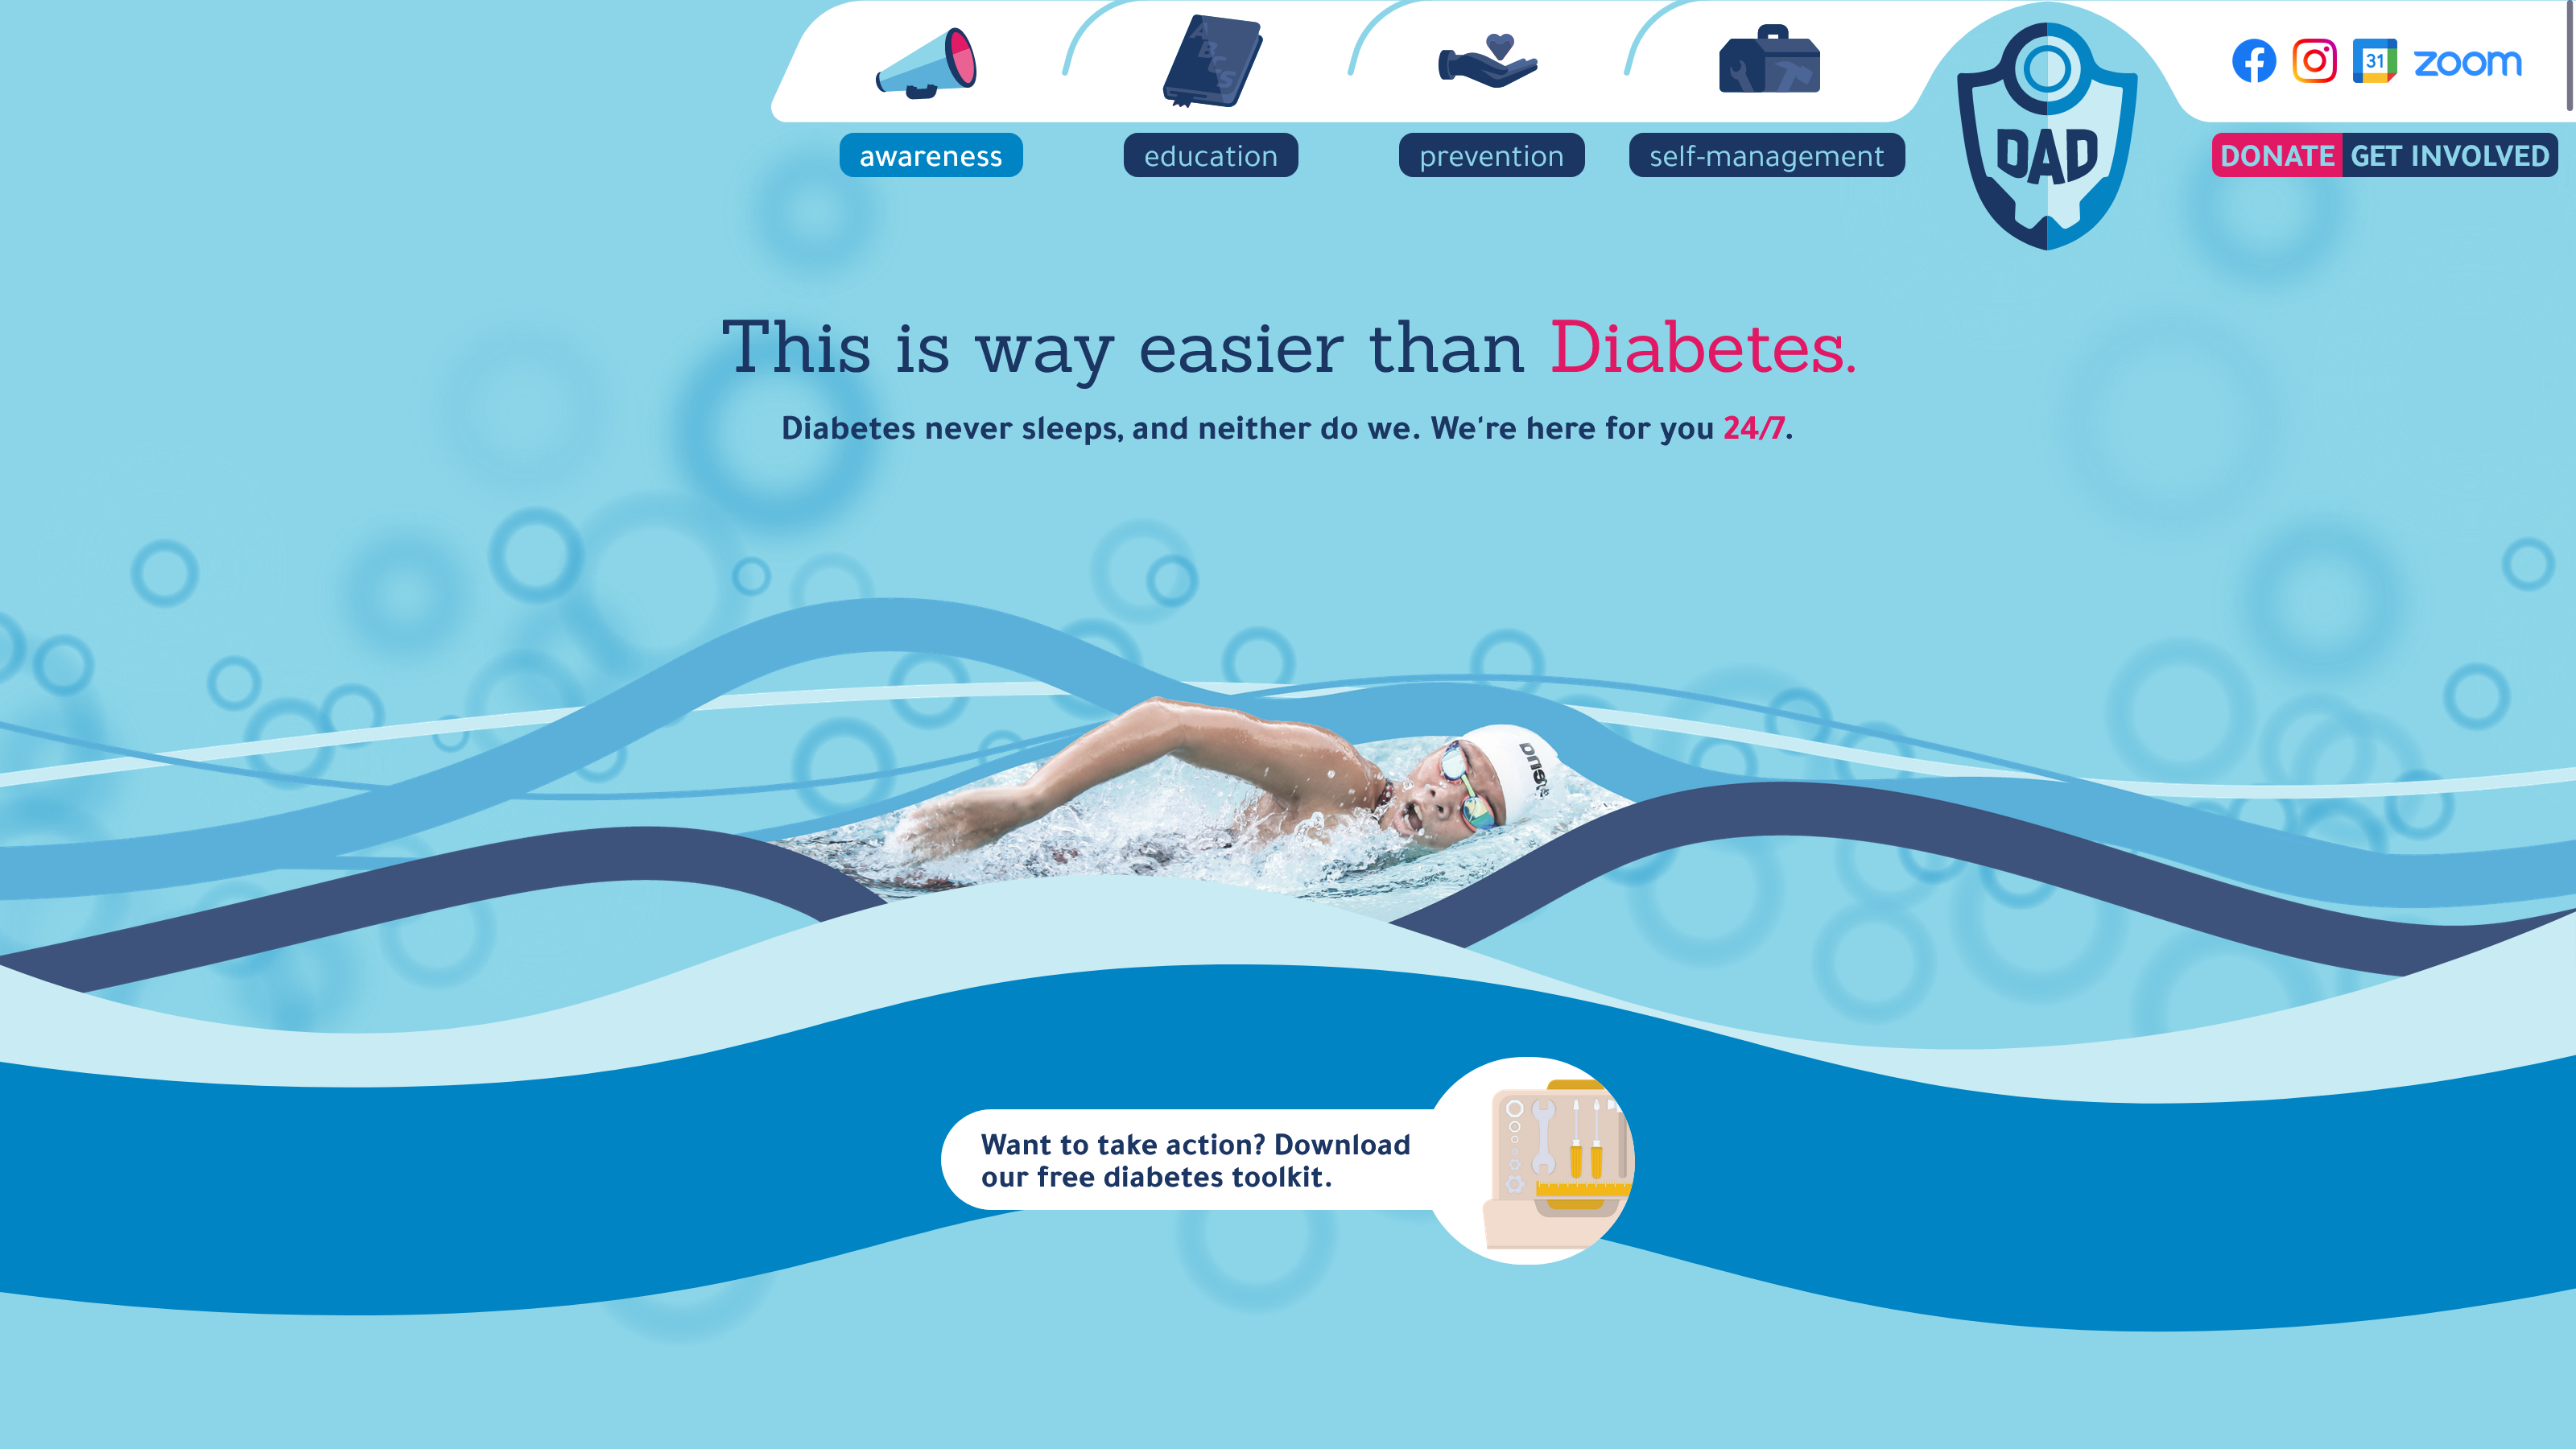 awareness
education
prevention
self-management
DAD
31
zoom
DONATE GET INVOLVED
This is way easier than Diabetes.
Diabetes never sleeps, and neither do we. We're here for you 24/7.
Want to take action? Download
our free diabetes toolkit.